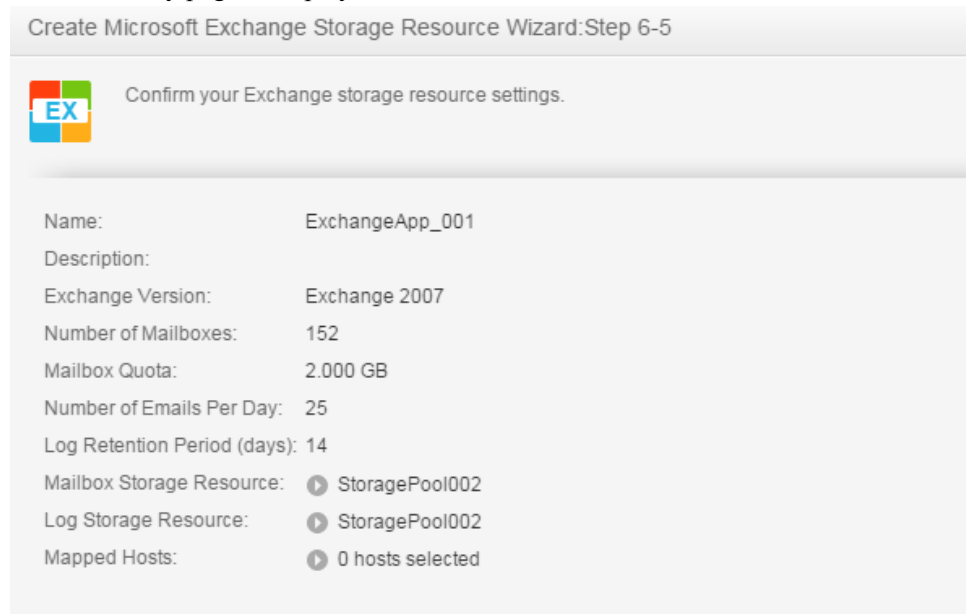 Create Microsoft Exchange Storage Resource Wizard:Step 6-5
EX
Confirm your Exchange storage resource settings.
Name: ExchangeApp_001
Description:
Exchange Version: Exchange 2007
Number of Mailboxes: 152
Mailbox Quota: 2.000 GB
Number of Emails Per Day: 25
Log Retention Period (days): 14
Mailbox Storage Resource: StoragePool002
Log Storage Resource: StoragePool002
Mapped Hosts: 0 hosts selected